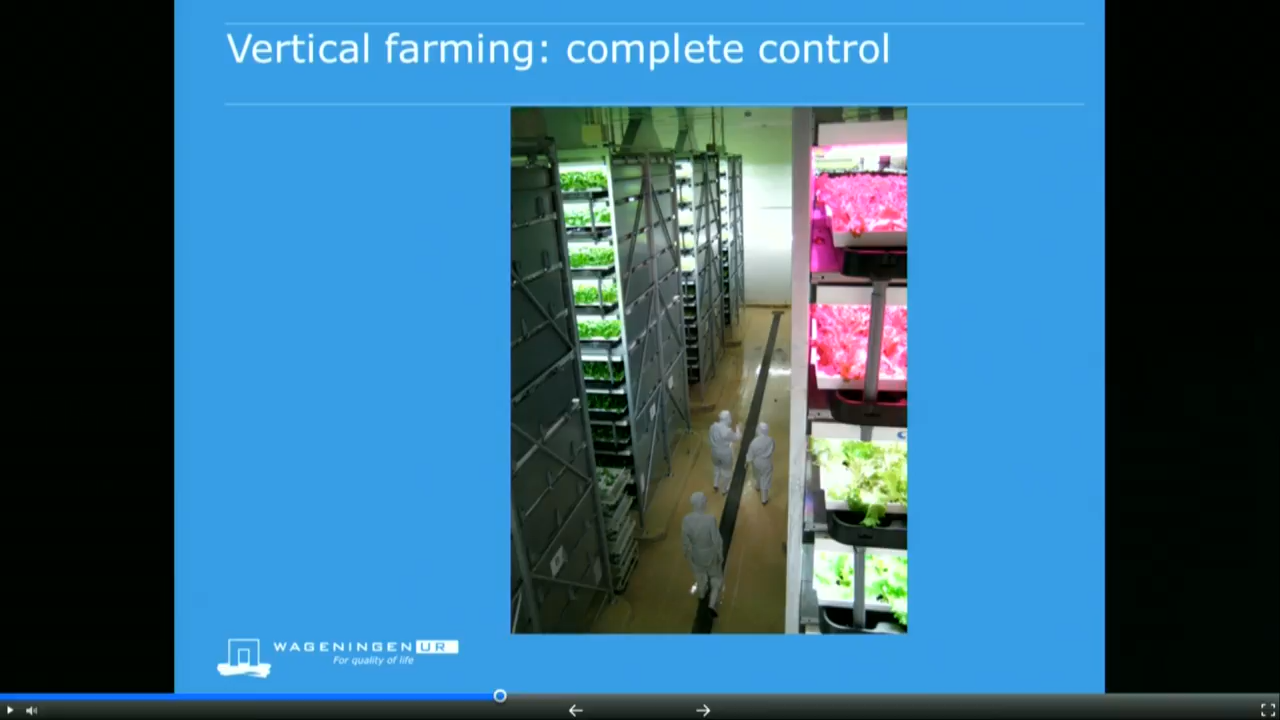 Vertical farming: complete control
WAGENINGEN UR
For quality of life